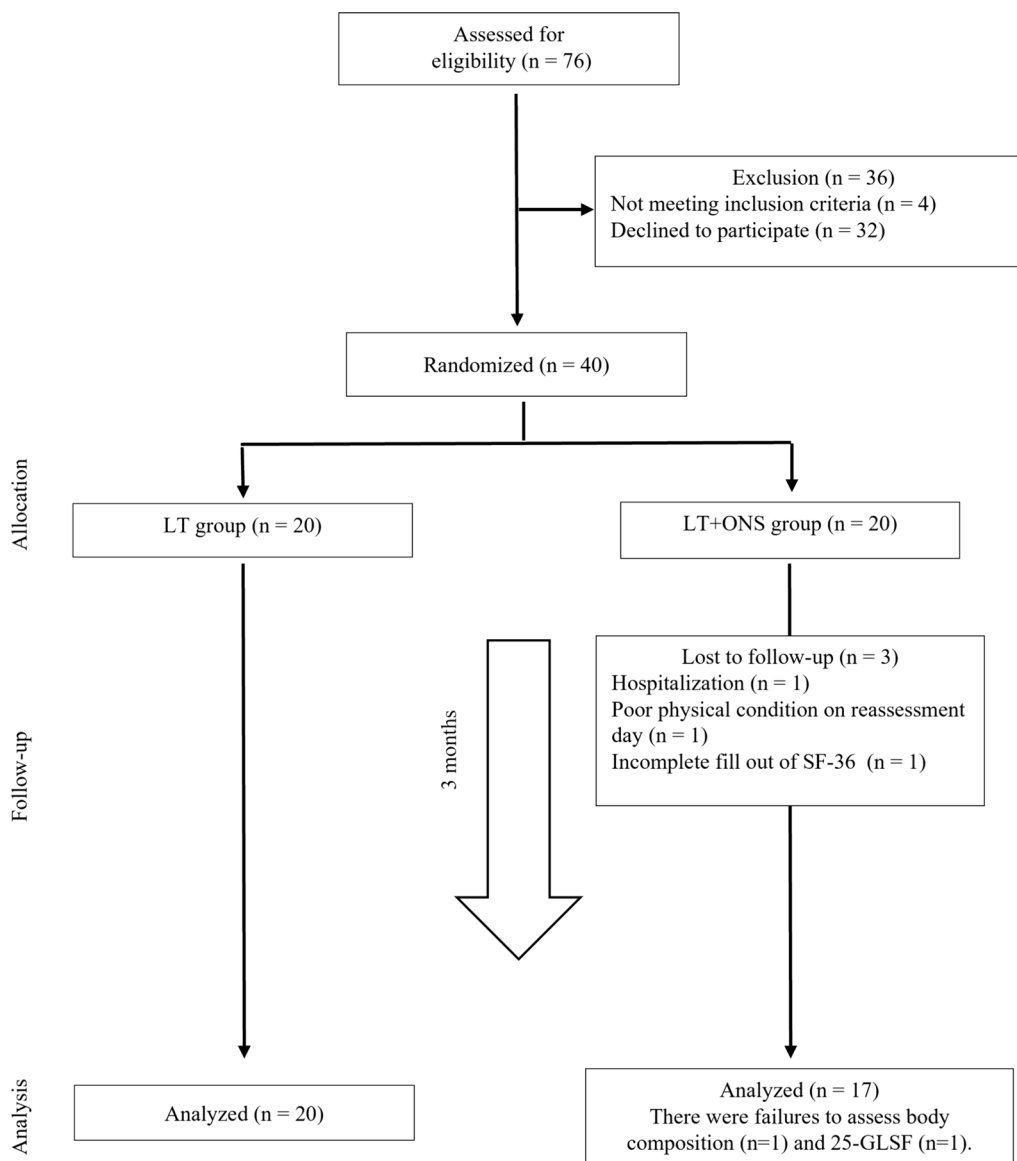 Assessed for
eligibility (n = 76)
Exclusion (n = 36)
Not meeting inclusion criteria (n = 4)
Declined to participate (n = 32)
Randomized (n = 40)
Allocation
LT group (n = 20)
LT+ONS group (n = 20)
Follow-up
3 months
Lost to follow-up (n = 3)
Hospitalization (n = 1)
Poor physical condition on reassessment
day (n = 1)
Incomplete fill out of SF-36 (n = 1)
Analysis
Analyzed (n = 20)
Analyzed (n = 17)
There were failures to assess body
composition (n=1) and 25-GLSF (n=1).